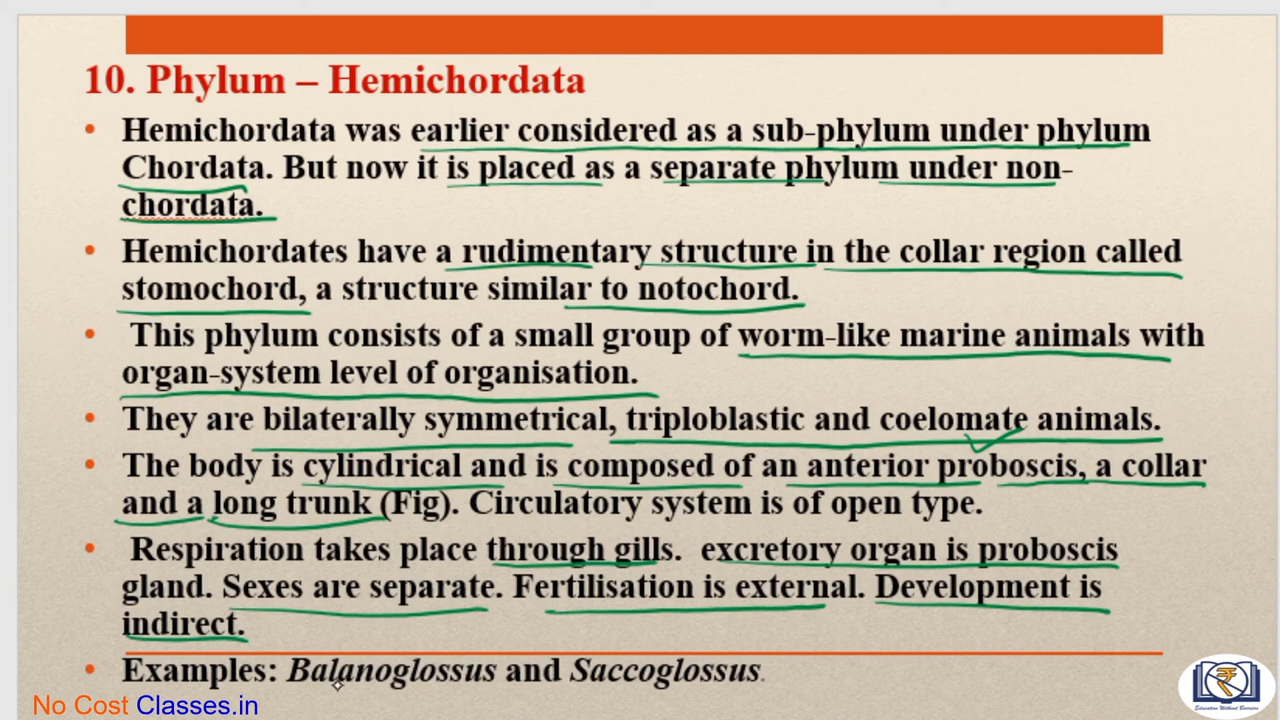 10. Phylum – Hemichordata
• Hemichordata was earlier considered as a sub-phylum under phylum
Chordata. But now it is placed as a separate phylum under non-
chordata.
• Hemichordates have a rudimentary structure in the collar region called
stomochord, a structure similar to notochord.
• This phylum consists of a small group of worm-like marine animals with
organ-system level of organisation.
• They are bilaterally symmetrical, triploblastic and coelomate animals.
• The body is cylindrical and is composed of an anterior proboscis, a collar
and a long trunk (Fig). Circulatory system is of open type.
• Respiration takes place through gills. excretory organ is proboscis
gland. Sexes are separate. Fertilisation is external. Development is
indirect.
• Examples: Balanoglossus and Saccoglossus.
No Cost Classes.in
₹
Education Without Barriers